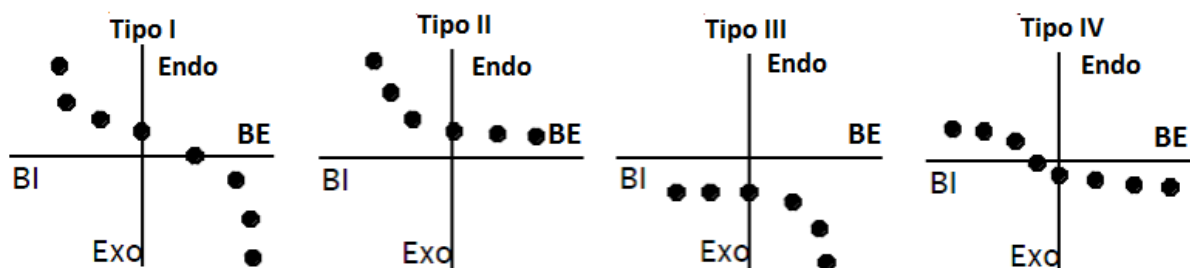 Tipo I
Endo
BE
BI
Exo
Tipo II
Endo
BE
BI
Exo
Tipo III
Endo
BE
BI
Exo
Tipo IV
Endo
BE
BI
Exo